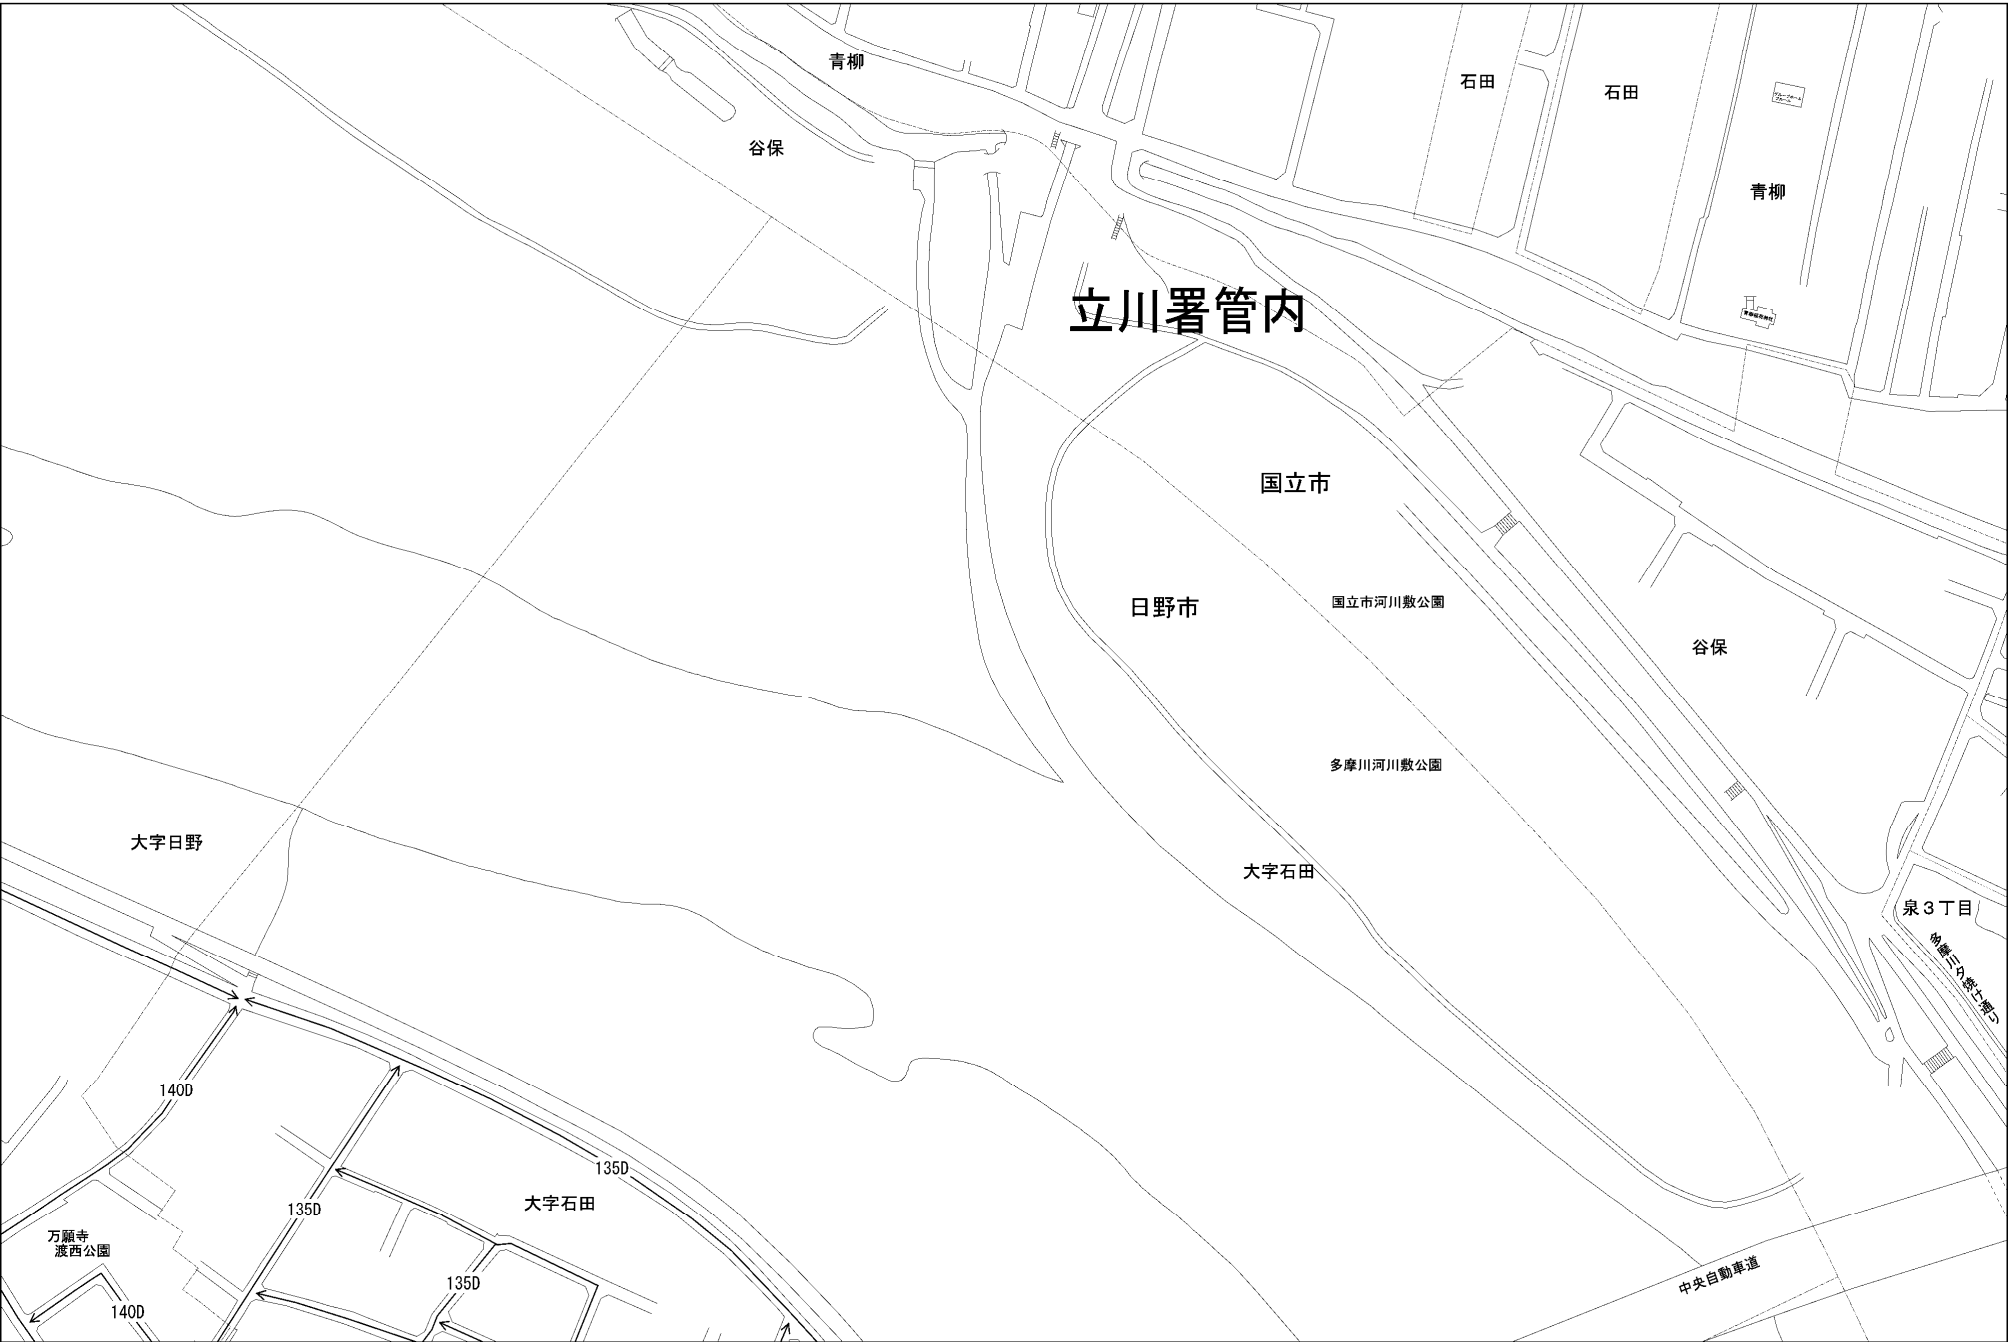 青柳
石田
石田
谷保
青柳
立川署管内
国立市
日野市
国立市河川敷公園
谷保
多摩川河川敷公園
大字日野
大字石田
泉3丁目
多摩川夕焼け通り
140D
135D
135D
大字石田
万願寺
渡西公園
135D
140D
中央自動車道